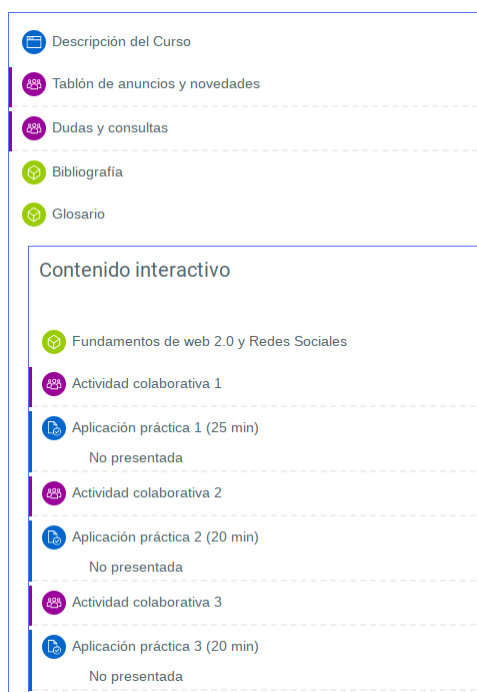 Descripción del Curso
Tablón de anuncios y novedades
Dudas y consultas
Bibliografía
Glosario
Contenido interactivo
Fundamentos de web 2.0 y Redes Sociales
Actividad colaborativa 1
Aplicación práctica 1 (25 min)
No presentada
Actividad colaborativa 2
Aplicación práctica 2 (20 min)
No presentada
Actividad colaborativa 3
Aplicación práctica 3 (20 min)
No presentada